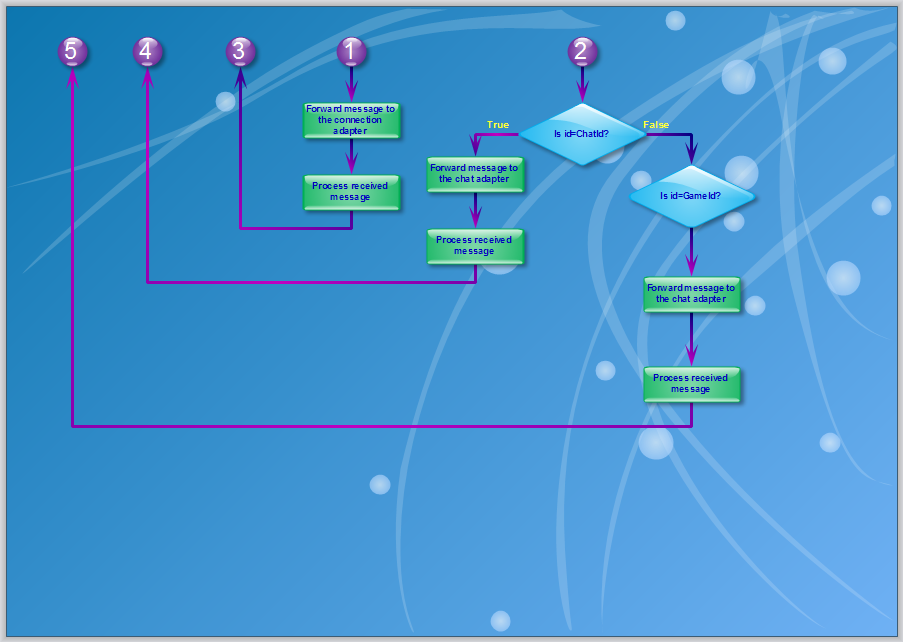 5
4
3
1
2
Forward message to
the connection
adapter
Process received
message
True
Is id=ChatId?
False
Forward message to
the chat adapter
Process received
message
Is id=GameId?
Forward message to
the chat adapter
Process received
message